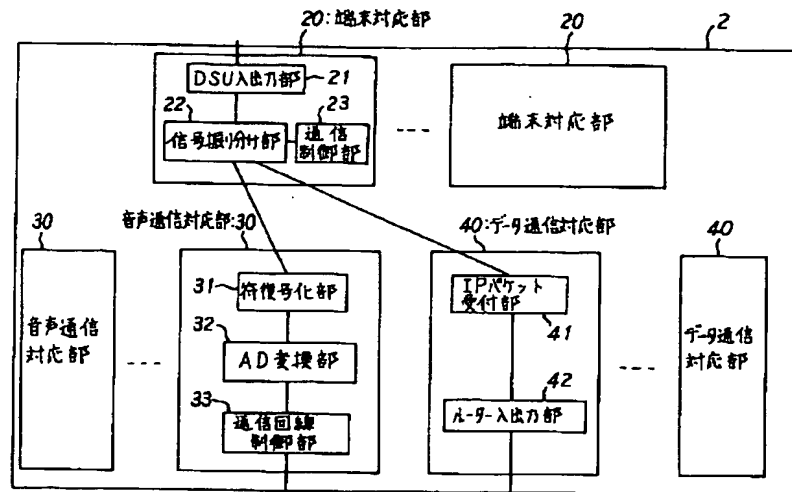 20:端末対応部
20
2
DSU入出力部
21
22
23
信号振り分け部
通信
制御部
端末対応部
30
音声通信対応部:30
40:データ通信対応部
40
音声通信
対応部
31
符復号化部
32
AD変換部
33
通信回線
制御部
IPパケット
受付部
41
42
ルーター入出力部
データ通信
対応部